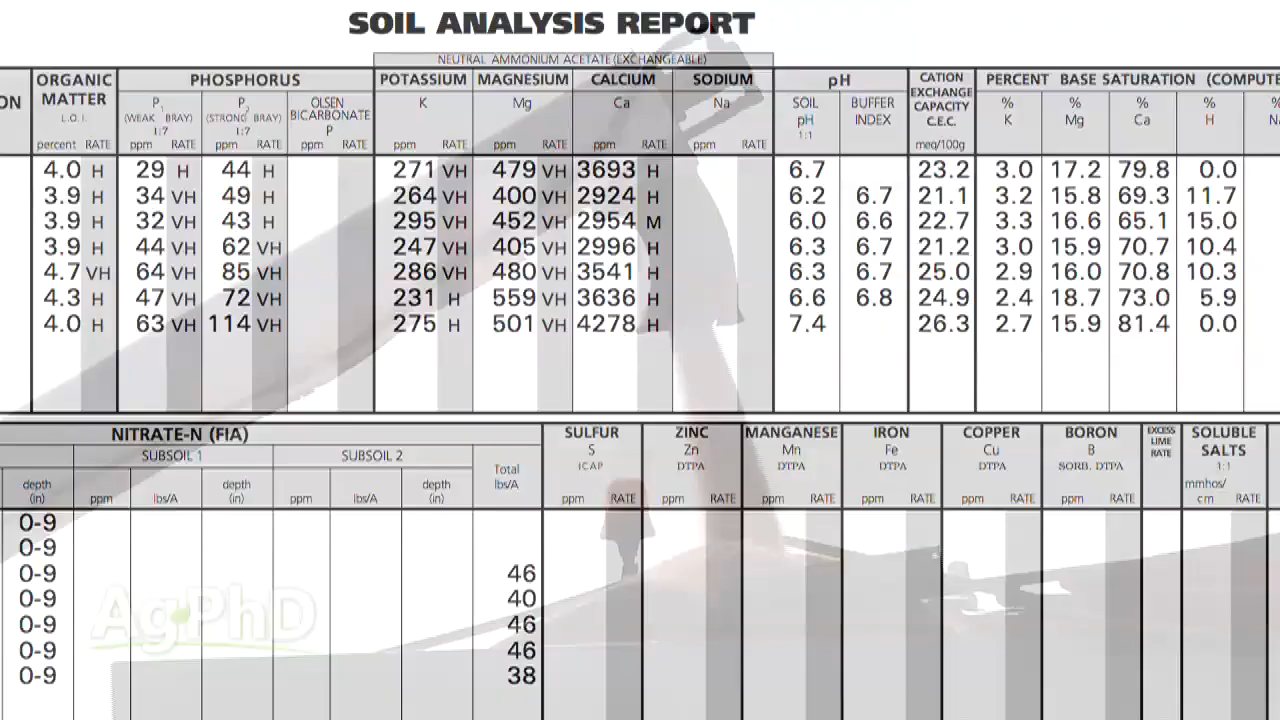 SOIL ANALYSIS REPORT
NEUTRAL AMMONIUM ACETATE (EXCHANGEABLE)
ON ORGANIC MATTER PHOSPHORUS POTASSIUM MAGNESIUM CALCIUM SODIUM pH CATION EXCHANGE CAPACITY C.E.C. PERCENT BASE SATURATION (COMPUTE
L.O.I. P1 (WEAK BRAY) 1:7 P2 (STRONG BRAY) 1:7 OLSEN BICARBONATE P K Mg Ca Na SOIL pH 1:1 BUFFER INDEX % K % Mg % Ca % H % Na
percent RATE ppm RATE ppm RATE ppm RATE ppm RATE ppm RATE ppm RATE ppm RATE meq/100g
4.0 H 29 H 44 H 271 VH 479 VH 3693 H 6.7 23.2 3.0 17.2 79.8 0.0
3.9 H 34 VH 49 H 264 VH 400 VH 2924 H 6.2 6.7 21.1 3.2 15.8 69.3 11.7
3.9 H 32 VH 43 H 295 VH 452 VH 2954 M 6.0 6.6 22.7 3.3 16.6 65.1 15.0
3.9 H 44 VH 62 VH 247 VH 405 VH 2996 H 6.3 6.7 21.2 3.0 15.9 70.7 10.4
4.7 VH 64 VH 85 VH 286 VH 480 VH 3541 H 6.3 6.7 25.0 2.9 16.0 70.8 10.3
4.3 H 47 VH 72 VH 231 H 559 VH 3636 H 6.6 6.8 24.9 2.4 18.7 73.0 5.9
4.0 H 63 VH 114 VH 275 H 501 VH 4278 H 7.4 26.3 2.7 15.9 81.4 0.0
NITRATE-N (FIA) SULFUR ZINC MANGANESE IRON COPPER BORON EXCESS LIME RATE SOLUBLE SALTS
SUBSOIL 1 SUBSOIL 2 Total lbs/A S ICAP Zn DTPA Mn DTPA Fe DTPA Cu DTPA B SORB. DTPA 1:1
depth (in) ppm lbs/A depth (in) ppm lbs/A depth (in) ppm RATE ppm RATE ppm RATE ppm RATE ppm RATE ppm RATE mmhos/cm RATE
0-9
0-9
0-9 46
0-9 40
0-9 46
0-9 46
0-9 38
AgPhD